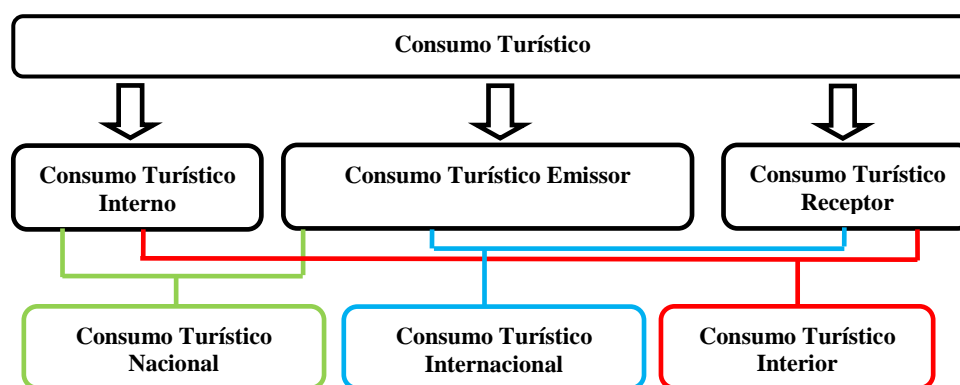 Consumo Turístico
Consumo Turístico
Interno
Consumo Turístico Emissor
Consumo Turístico
Receptor
Consumo Turístico
Nacional
Consumo Turístico
Internacional
Consumo Turístico
Interior